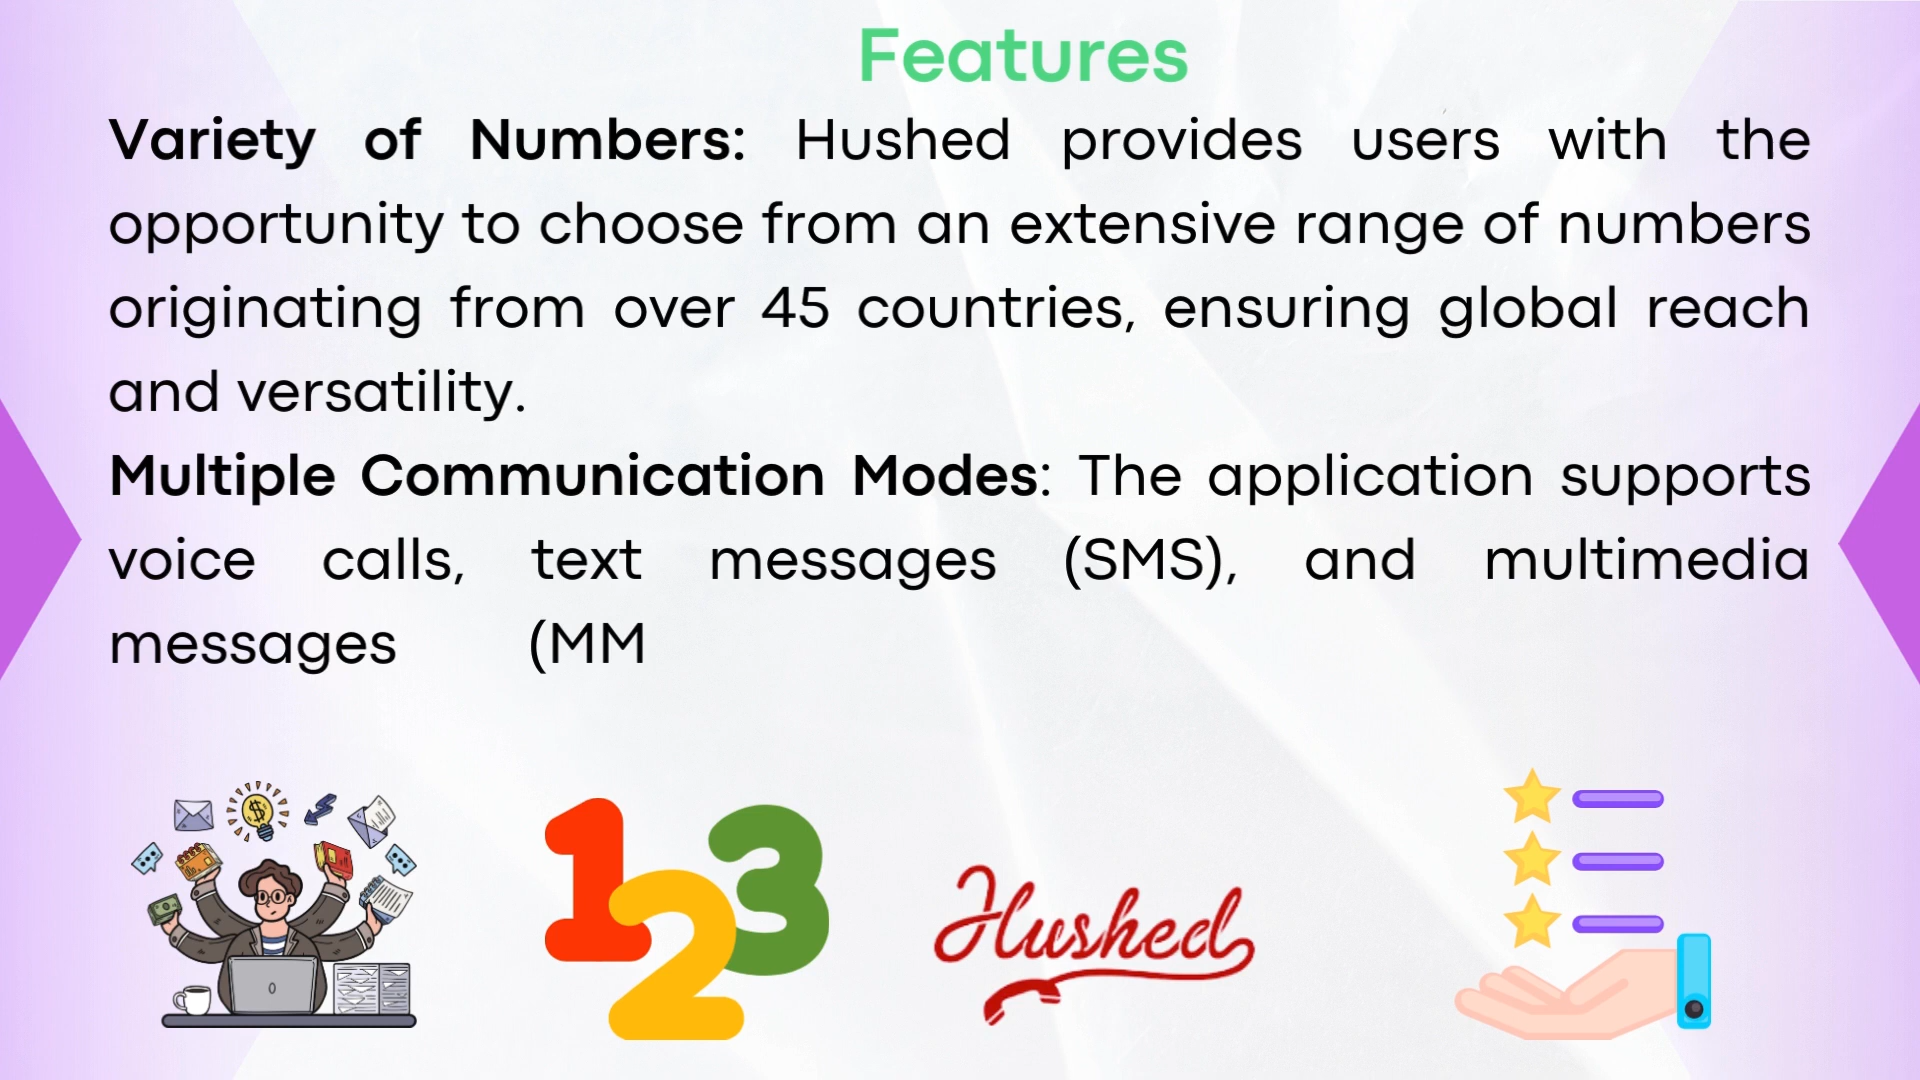 Features
Variety of Numbers: Hushed provides users with the
opportunity to choose from an extensive range of numbers
originating from over 45 countries, ensuring global reach
and versatility.
Multiple Communication Modes: The application supports
voice calls, text messages (SMS), and multimedia
messages (MM
$
123
Hushed